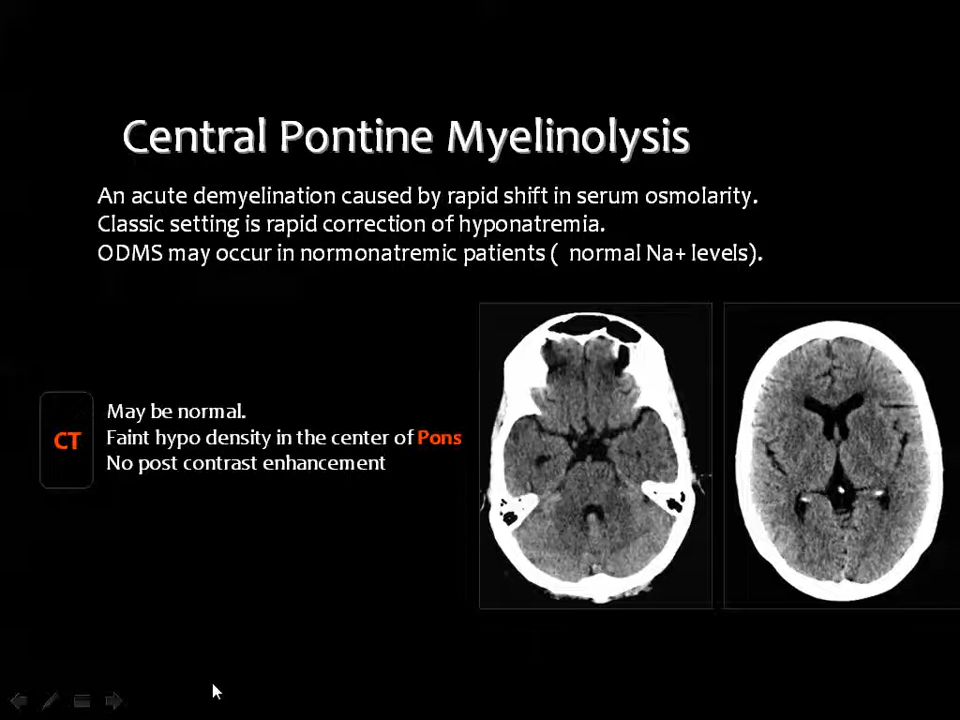 Central Pontine Myelinolysis
An acute demyelination caused by rapid shift in serum osmolarity.
Classic setting is rapid correction of hyponatremia.
ODMS may occur in normonatremic patients (  normal Na+ levels).
CT
May be normal.
Faint hypo density in the center of Pons
No post contrast enhancement